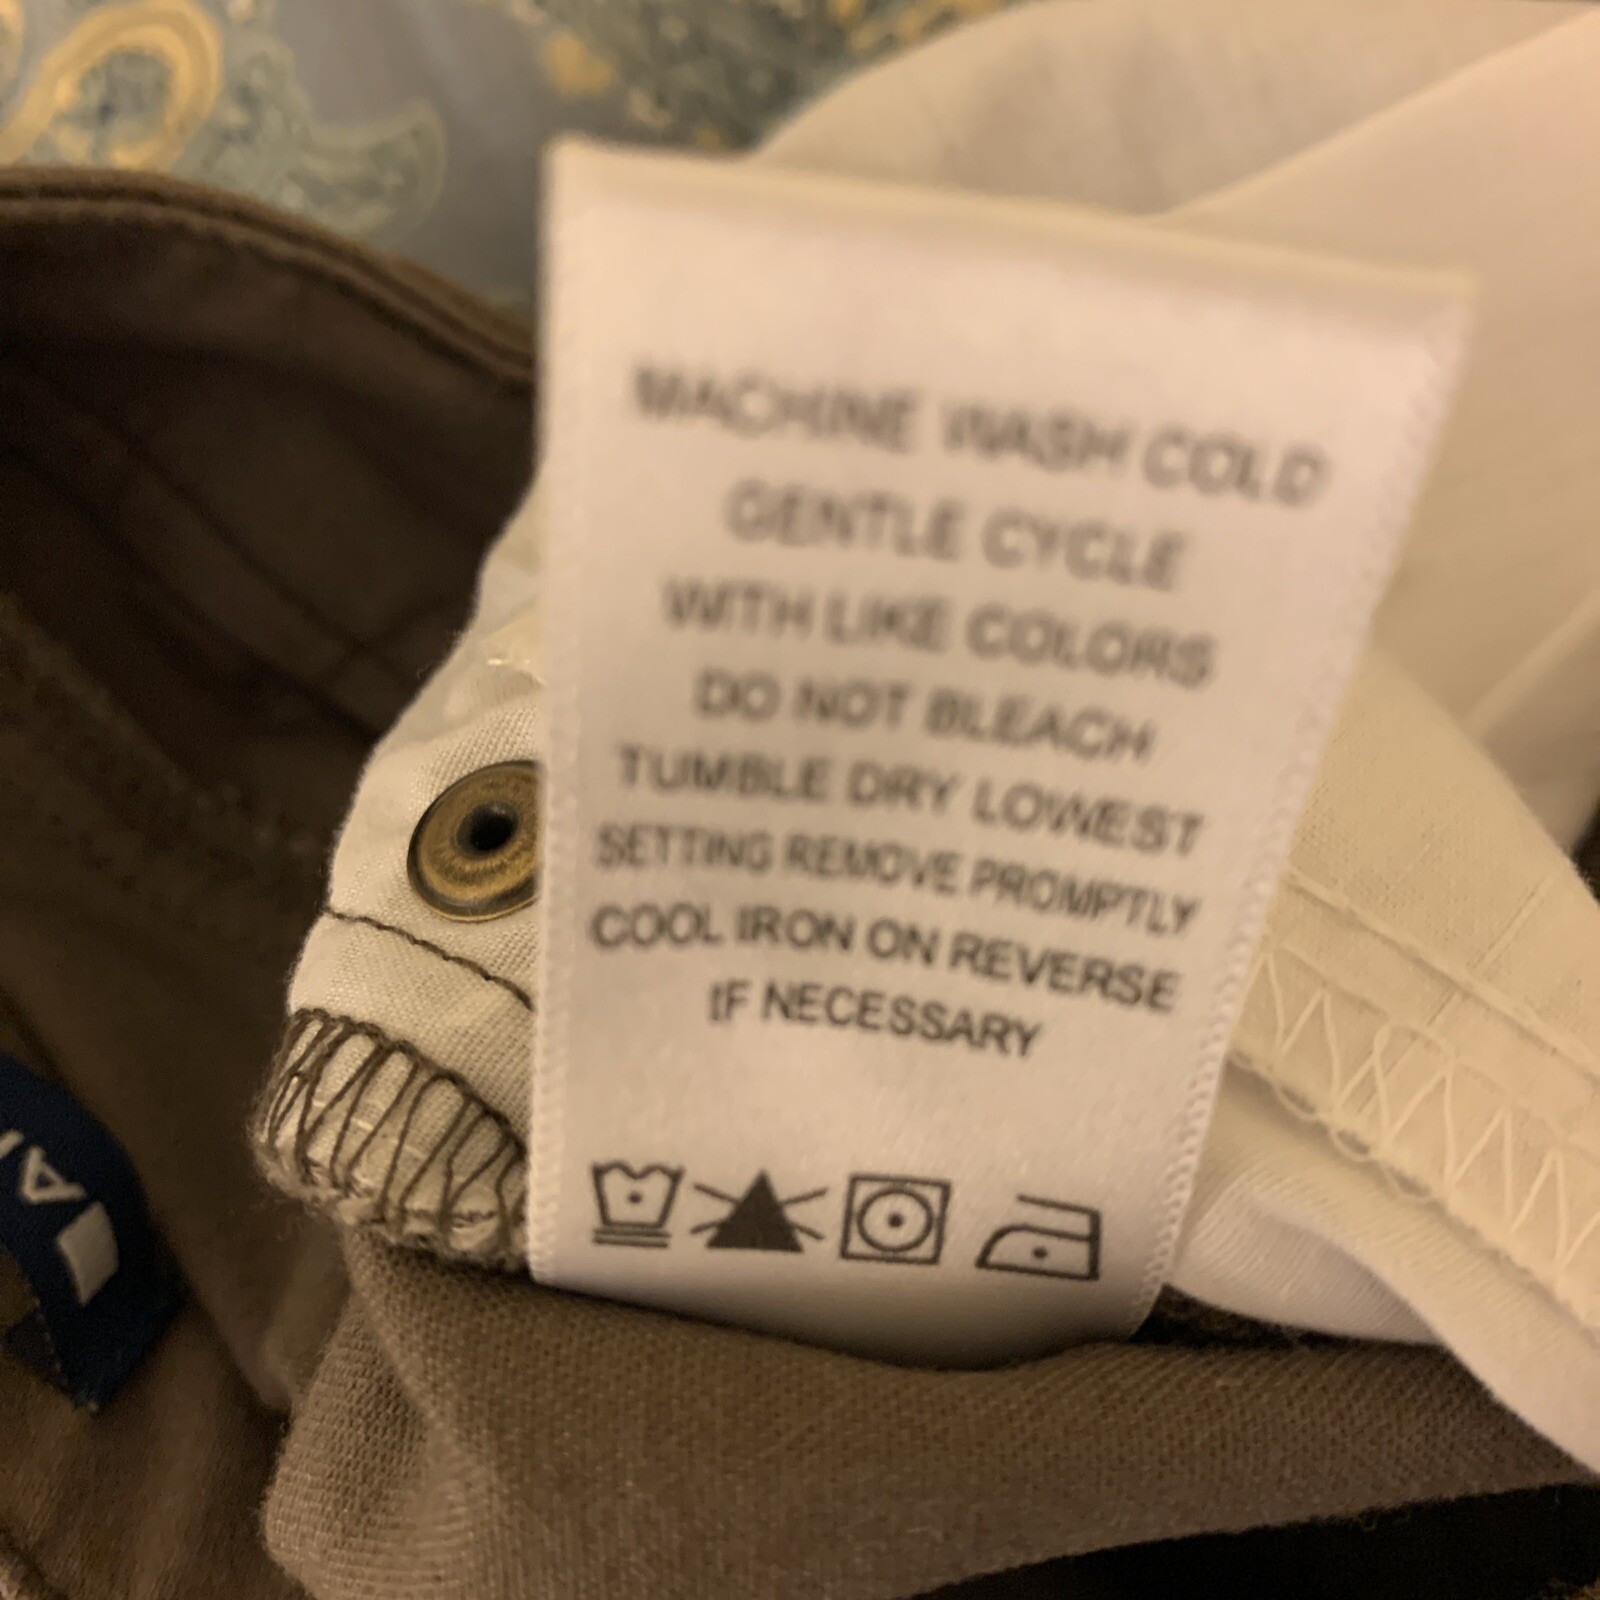 MACHINE WASH COLD
GENTLE CYCLE
WITH LIKE COLORS
DO NOT BLEACH
TUMBLE DRY LOWEST
SETTING REMOVE PROMPTLY
COOL IRON ON REVERSE
IF NECESSARY